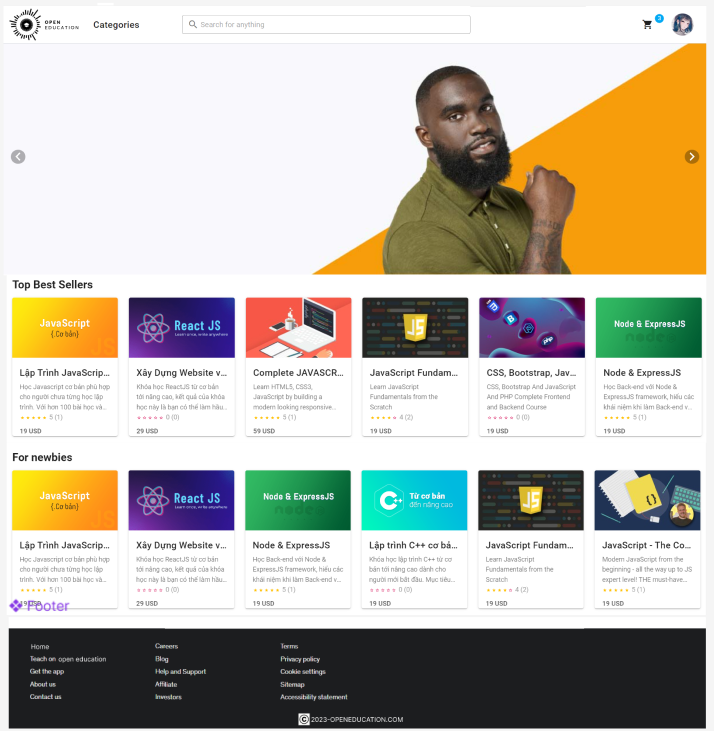 OPEN
EDUCATION
Categories
Search for anything
3
Top Best Sellers
JavaScript
{.Cơ bản}
React JS
Learn once, write anywhere
JS
B
php
Node & ExpressJS
Lập Trình JavaScrip...
Xây Dựng Website v...
Complete JAVASCR...
JavaScript Fundam...
CSS, Bootstrap, Jav...
Node & ExpressJS
Học Javascript cơ bản phù hợp
cho người chưa từng học lập
trình. Với hơn 100 bài học và...
Khóa học ReactJS từ cơ bản
tới nâng cao, kết quả của khóa
học này là bạn có thể làm hầu...
Learn HTML5, CSS3,
JavaScript by building a
modern looking responsive...
Learn JavaScript
Fundamentals from the
Scratch
CSS, Bootstrap And JavaScript
And PHP Complete Frontend
and Backend Course
Học Back-end với Node &
ExpressJS framework, hiểu các
khái niệm khi làm Back-end v...
5 (1)
0 (0)
5 (1)
4 (2)
0 (0)
5 (1)
19 USD
29 USD
59 USD
19 USD
19 USD
19 USD
For newbies
JavaScript
{.Cơ bản}
React JS
Learn once, write anywhere
Node & ExpressJS
node
C++
Từ cơ bản
đến nâng cao
JS
{}
Lập Trình JavaScrip...
Xây Dựng Website v...
Node & ExpressJS
Lập trình C++ cơ bả...
JavaScript Fundam...
JavaScript - The Co...
Học Javascript cơ bản phù hợp
cho người chưa từng học lập
trình. Với hơn 100 bài học và...
Khóa học ReactJS từ cơ bản
tới nâng cao, kết quả của khóa
học này là bạn có thể làm hầu...
Học Back-end với Node &
ExpressJS framework, hiểu các
khái niệm khi làm Back-end v...
Khóa học lập trình C++ từ cơ
bản tới nâng cao dành cho
người mới bắt đầu. Mục tiêu...
Learn JavaScript
Fundamentals from the
Scratch
Modern JavaScript from the
beginning - all the way up to JS
expert level! THE must-have...
5 (1)
0 (0)
5 (1)
0 (0)
4 (2)
5 (1)
19 USD
29 USD
19 USD
19 USD
19 USD
19 USD
Footer
Home
Teach on open education
Get the app
About us
Contact us
Careers
Blog
Help and Support
Affiliate
Investors
Terms
Privacy policy
Cookie settings
Sitemap
Accessibility statement
© 2023-OPENEDUCATION.COM